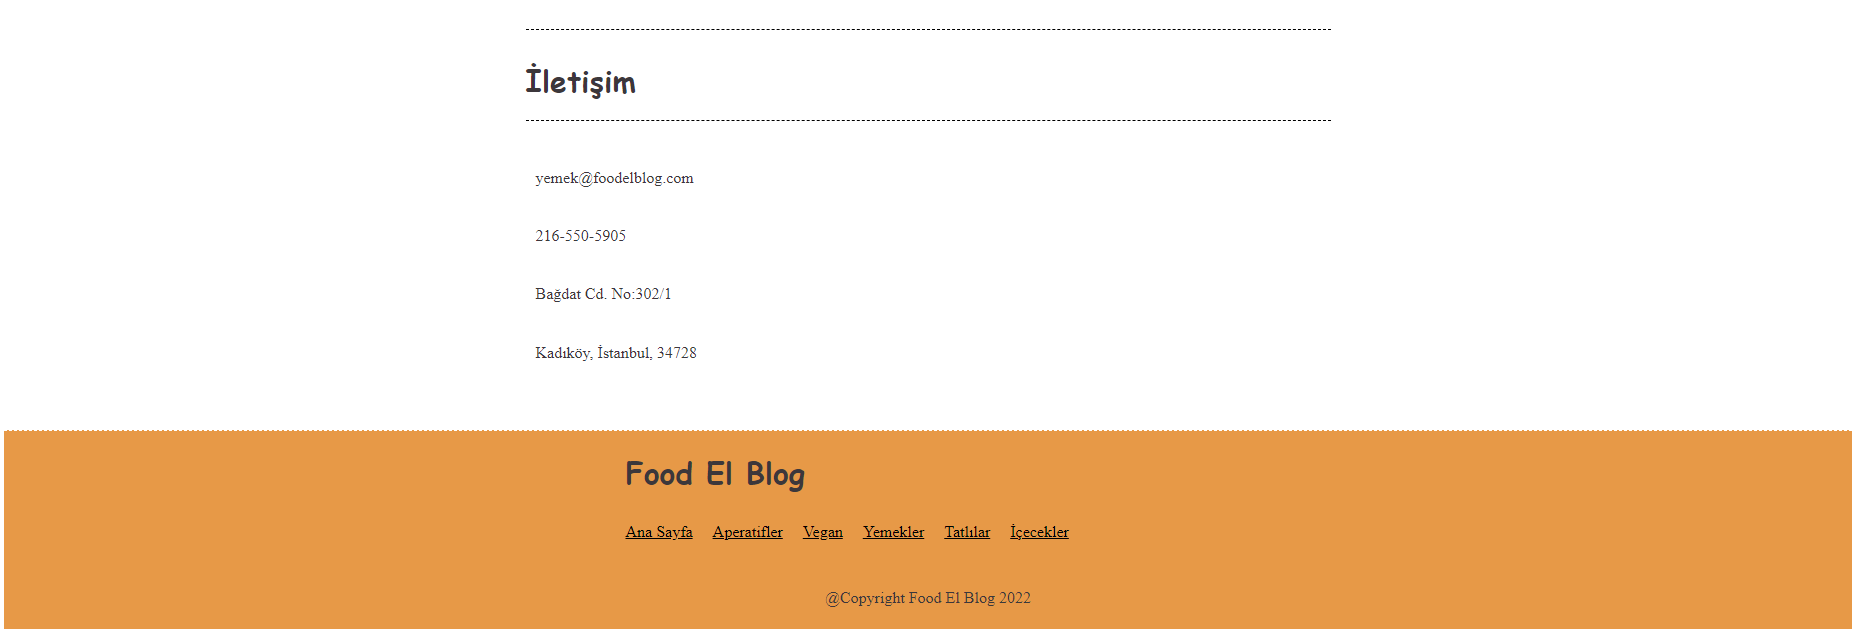 İletişim
yemek@foodelblog.com
216-550-5905
Bağdat Cd. No:302/1
Kadıköy, İstanbul, 34728
Food El Blog
Ana Sayfa Aperatifler Vegan Yemekler Tatlılar İçecekler
@Copyright Food El Blog 2022